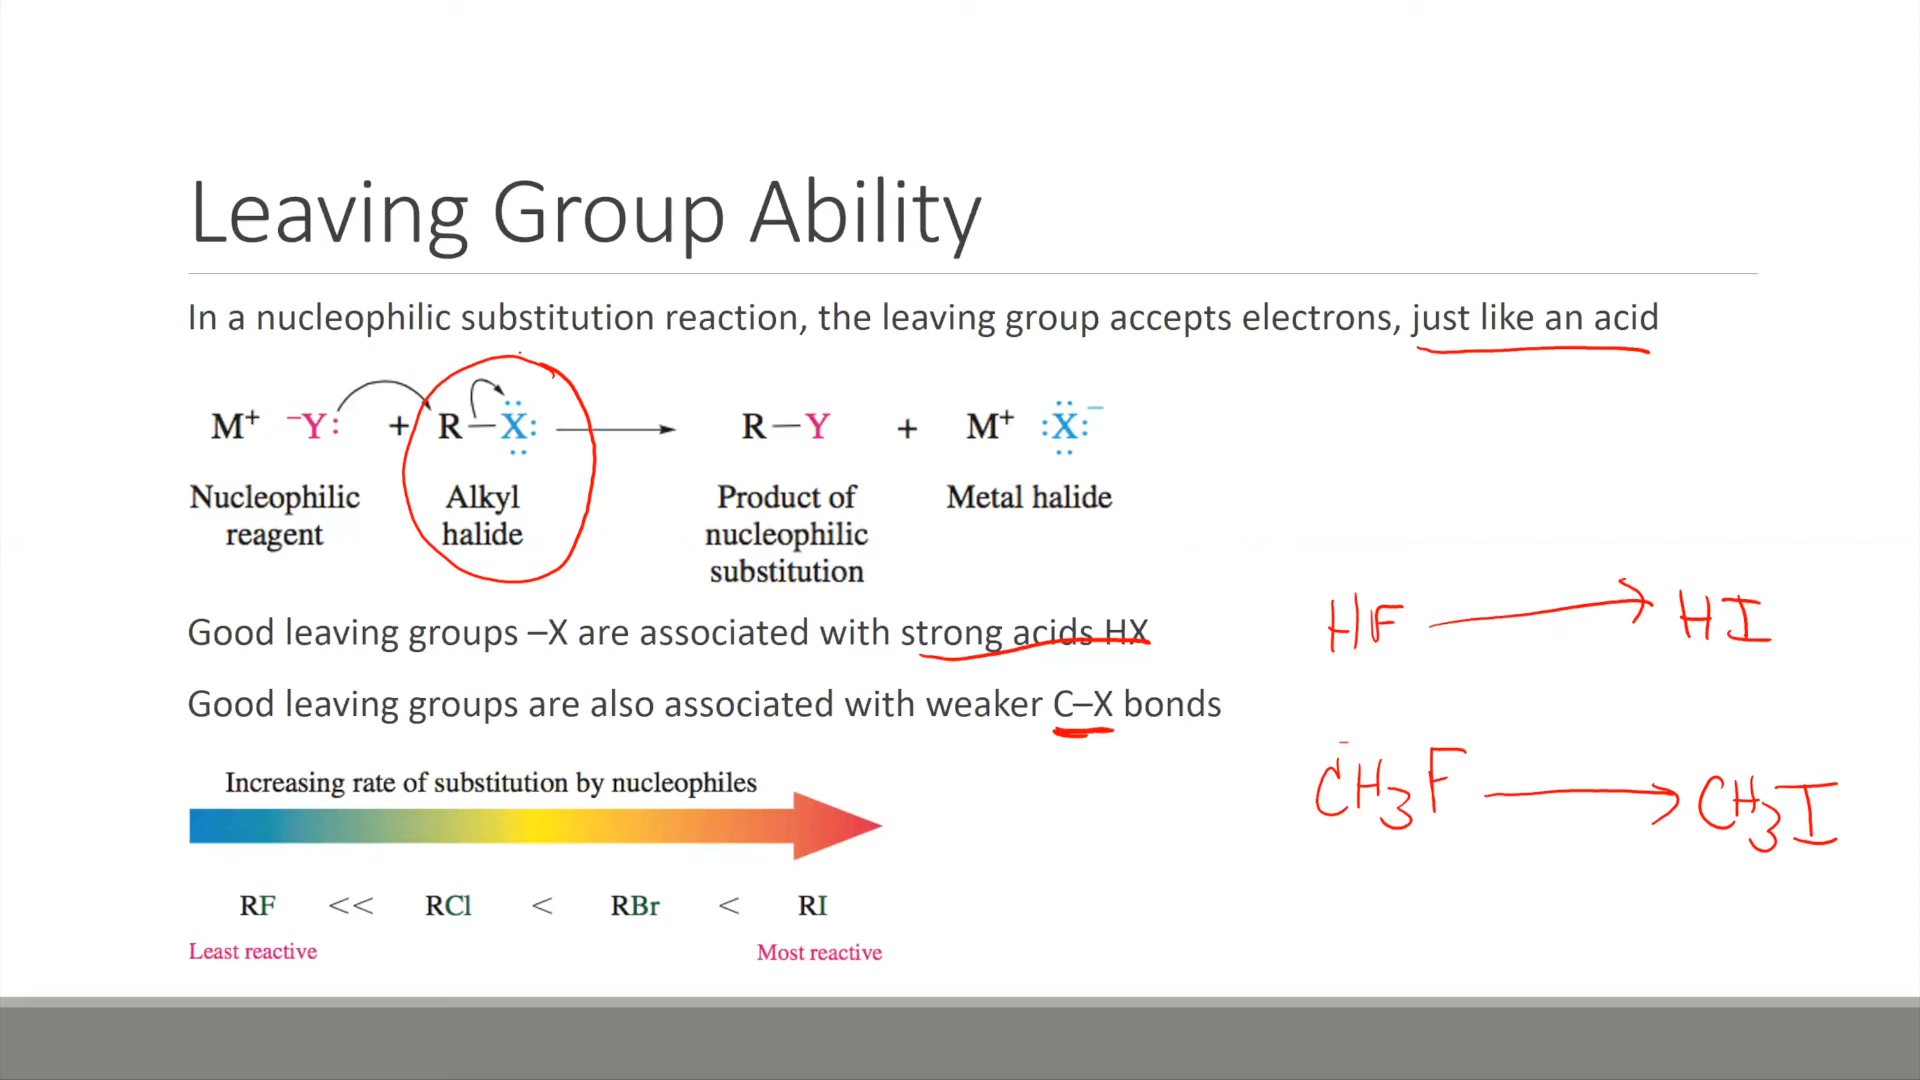 Leaving Group Ability
In a nucleophilic substitution reaction, the leaving group accepts electrons, just like an acid
M⁺ ⁻Y: + R—X: → R—Y + M⁺ :X:⁻
Nucleophilic reagent
Alkyl halide
Product of nucleophilic substitution
Metal halide
HF → HI
Good leaving groups –X are associated with strong acids HX
Good leaving groups are also associated with weaker C–X bonds
CH₃F → CH₃I
Increasing rate of substitution by nucleophiles
RF << RCl < RBr < RI
Least reactive
Most reactive